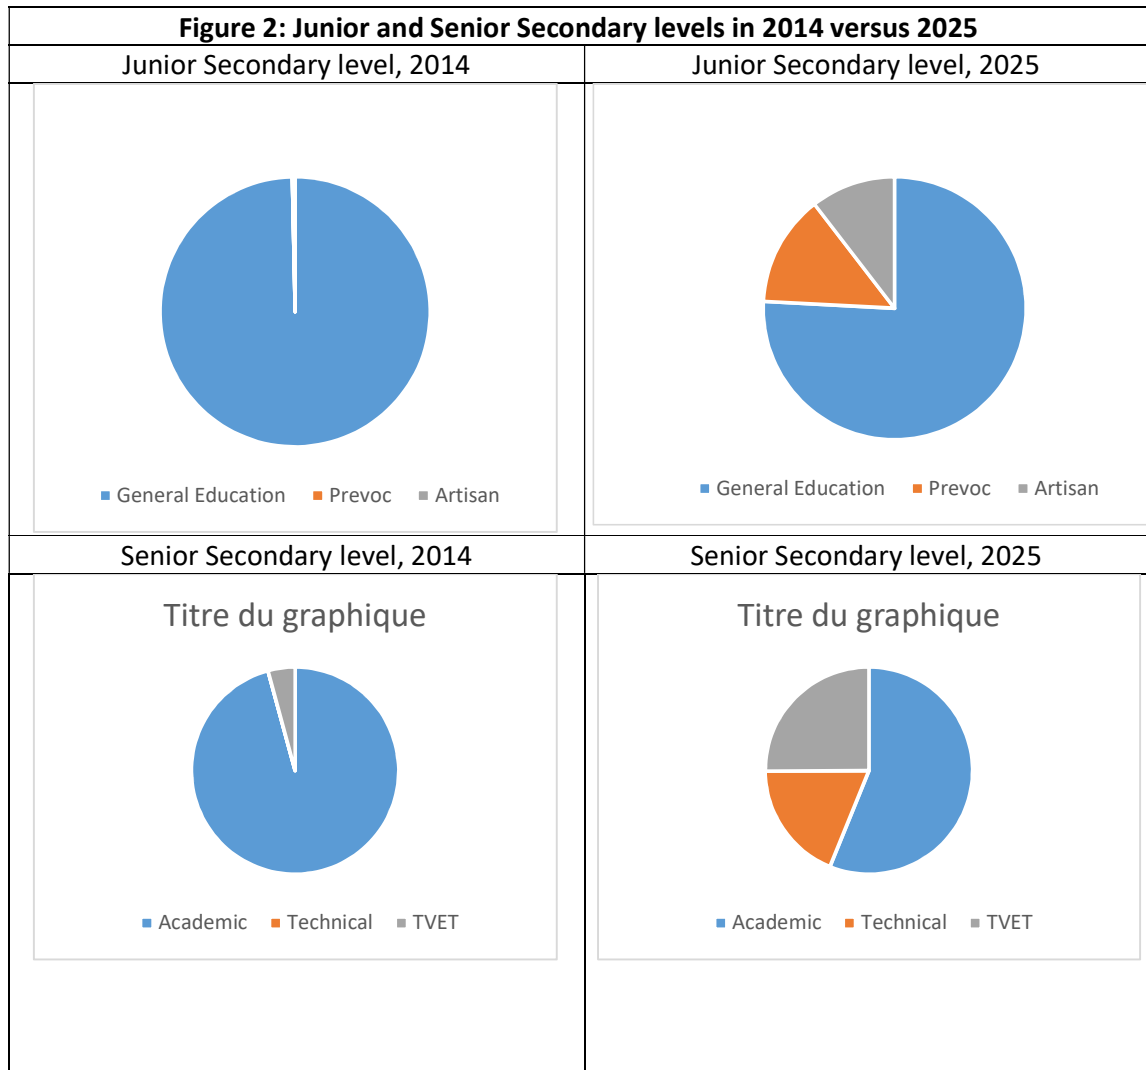 Figure 2: Junior and Senior Secondary levels in 2014 versus 2025
Junior Secondary level, 2014
Junior Secondary level, 2025
General Education Prevoc Artisan
General Education Prevoc Artisan
Senior Secondary level, 2014
Senior Secondary level, 2025
Titre du graphique
Titre du graphique
Academic Technical TVET
Academic Technical TVET